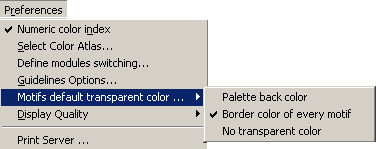 Preferences
Numeric color index
Select Color Atlas...
Define modules switching...
Guidelines Options...
Motifs default transparent color ...
Palette back color
Border color of every motif
No transparent color
Display Quality
Print Server ...